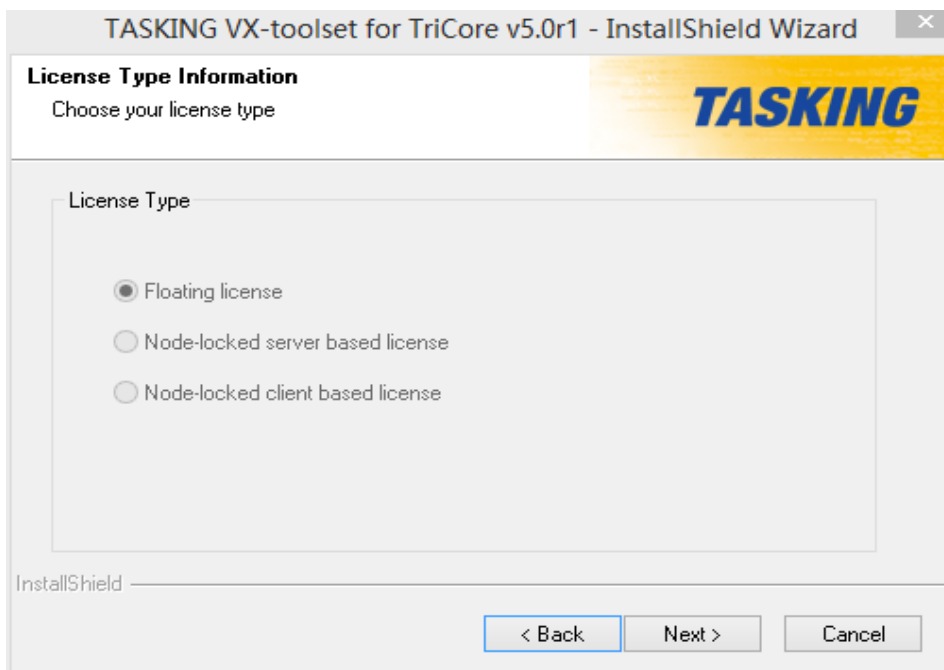 TASKING VX-toolset for TriCore v5.0r1 - InstallShield Wizard
License Type Information
Choose your license type
TASKING
License Type
Floating license
Node-locked server based license
Node-locked client based license
InstallShield
< Back Next > Cancel